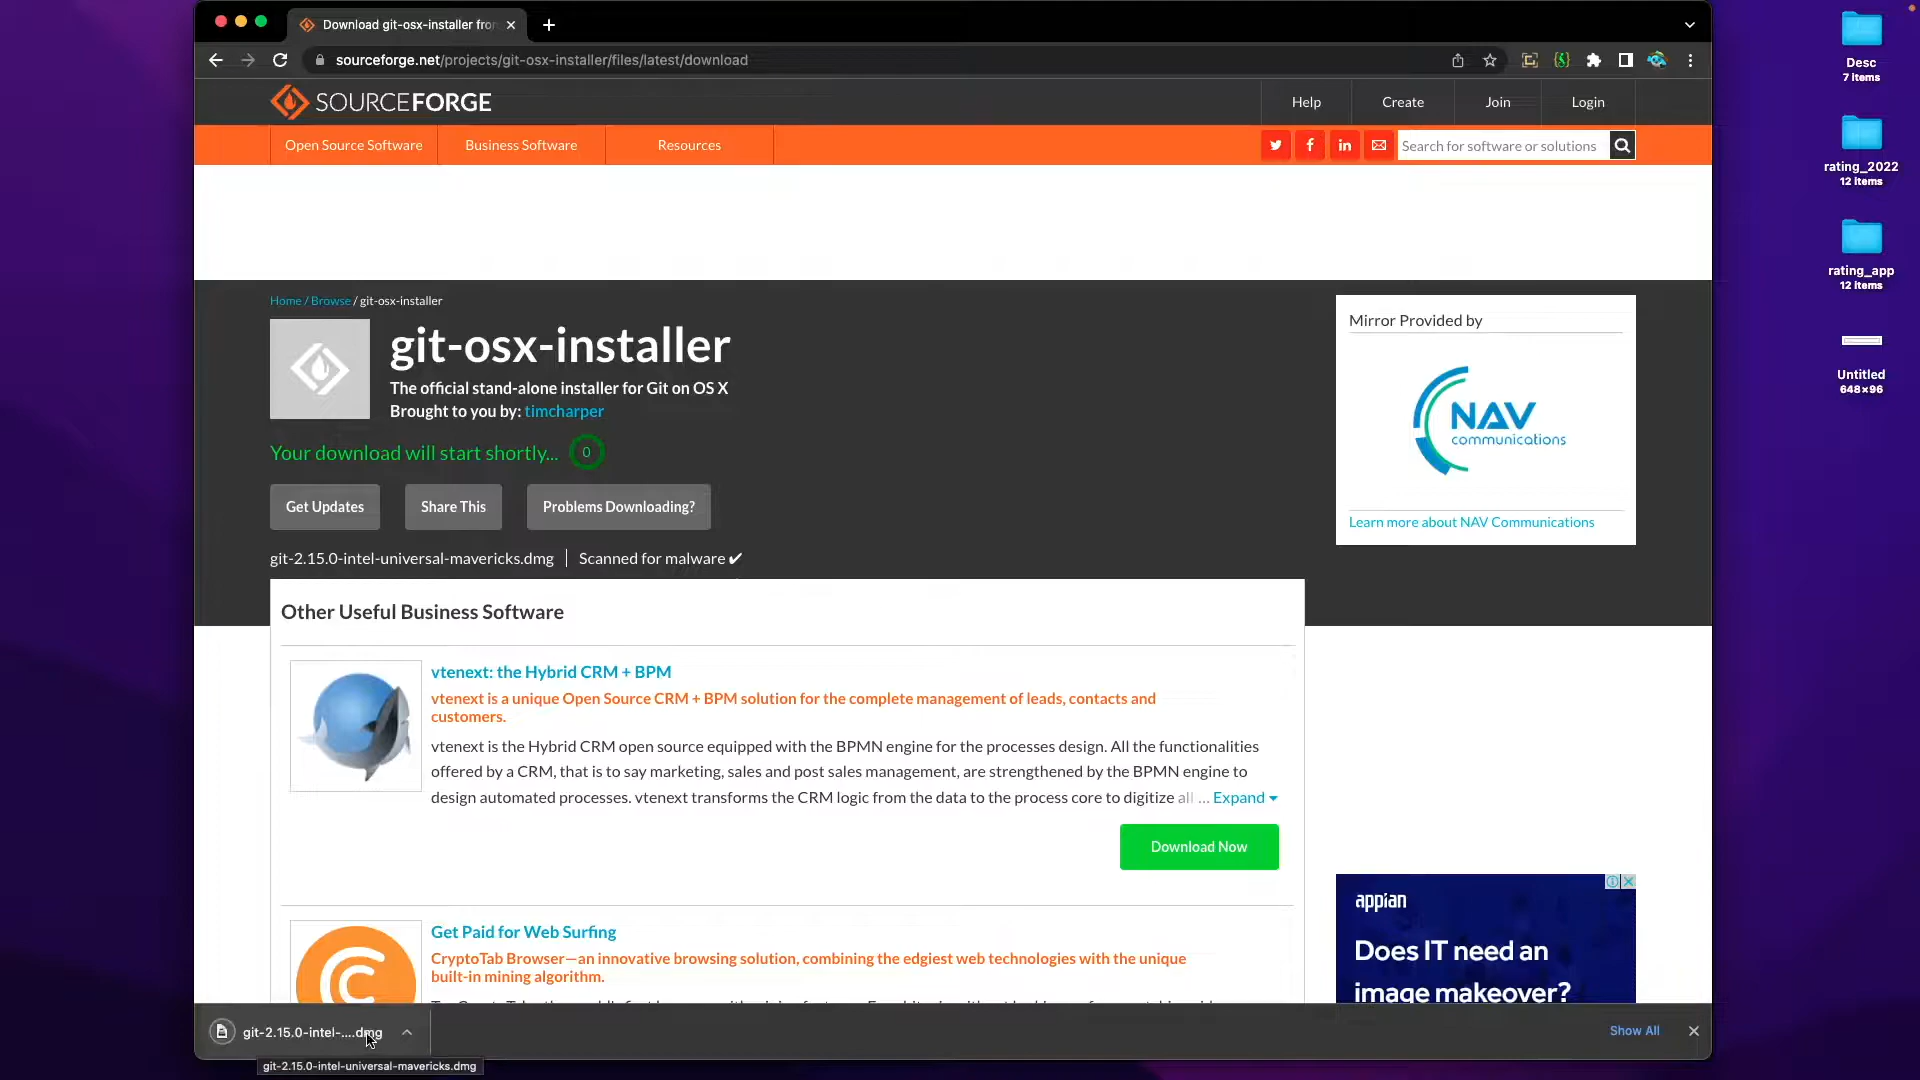 Download git-osx-installer fro
sourceforge.net/projects/git-osx-installer/files/latest/download
SOURCEFORGE
Help
Create
Join
Login
Open Source Software
Business Software
Resources
Search for software or solutions
Home / Browse / git-osx-installer
git-osx-installer
The official stand-alone installer for Git on OS X
Brought to you by: timcharper
Your download will start shortly... 0
Get Updates
Share This
Problems Downloading?
git-2.15.0-intel-universal-mavericks.dmg | Scanned for malware ✔
Mirror Provided by
NAV
communications
Learn more about NAV Communications
Other Useful Business Software
vtenext: the Hybrid CRM + BPM
vtenext is a unique Open Source CRM + BPM solution for the complete management of leads, contacts and
customers.
vtenext is the Hybrid CRM open source equipped with the BPMN engine for the processes design. All the functionalities
offered by a CRM, that is to say marketing, sales and post sales management, are strengthened by the BPMN engine to
design automated processes. vtenext transforms the CRM logic from the data to the process core to digitize all ... Expand
Download Now
Get Paid for Web Surfing
CryptoTab Browser—an innovative browsing solution, combining the edgiest web technologies with the unique
built-in mining algorithm.
appian
Does IT need an
image makeover?
git-2.15.0-intel-....dmg
Show All
git-2.15.0-intel-universal-mavericks.dmg
Desc
7 items
rating_2022
12 items
rating_app
12 items
Untitled
648×96